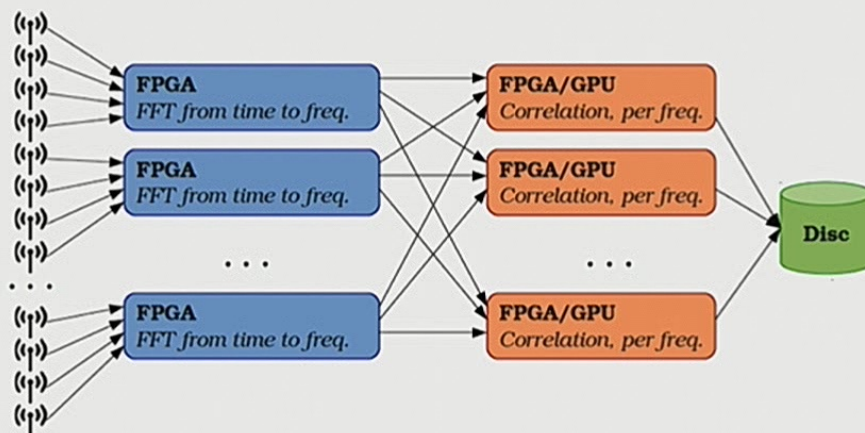 FPGA
FFT from time to freq.
FPGA/GPU
Correlation, per freq.
FPGA
FFT from time to freq.
FPGA/GPU
Correlation, per freq.
Disc
. . .
. . .
. . .
FPGA
FFT from time to freq.
FPGA/GPU
Correlation, per freq.